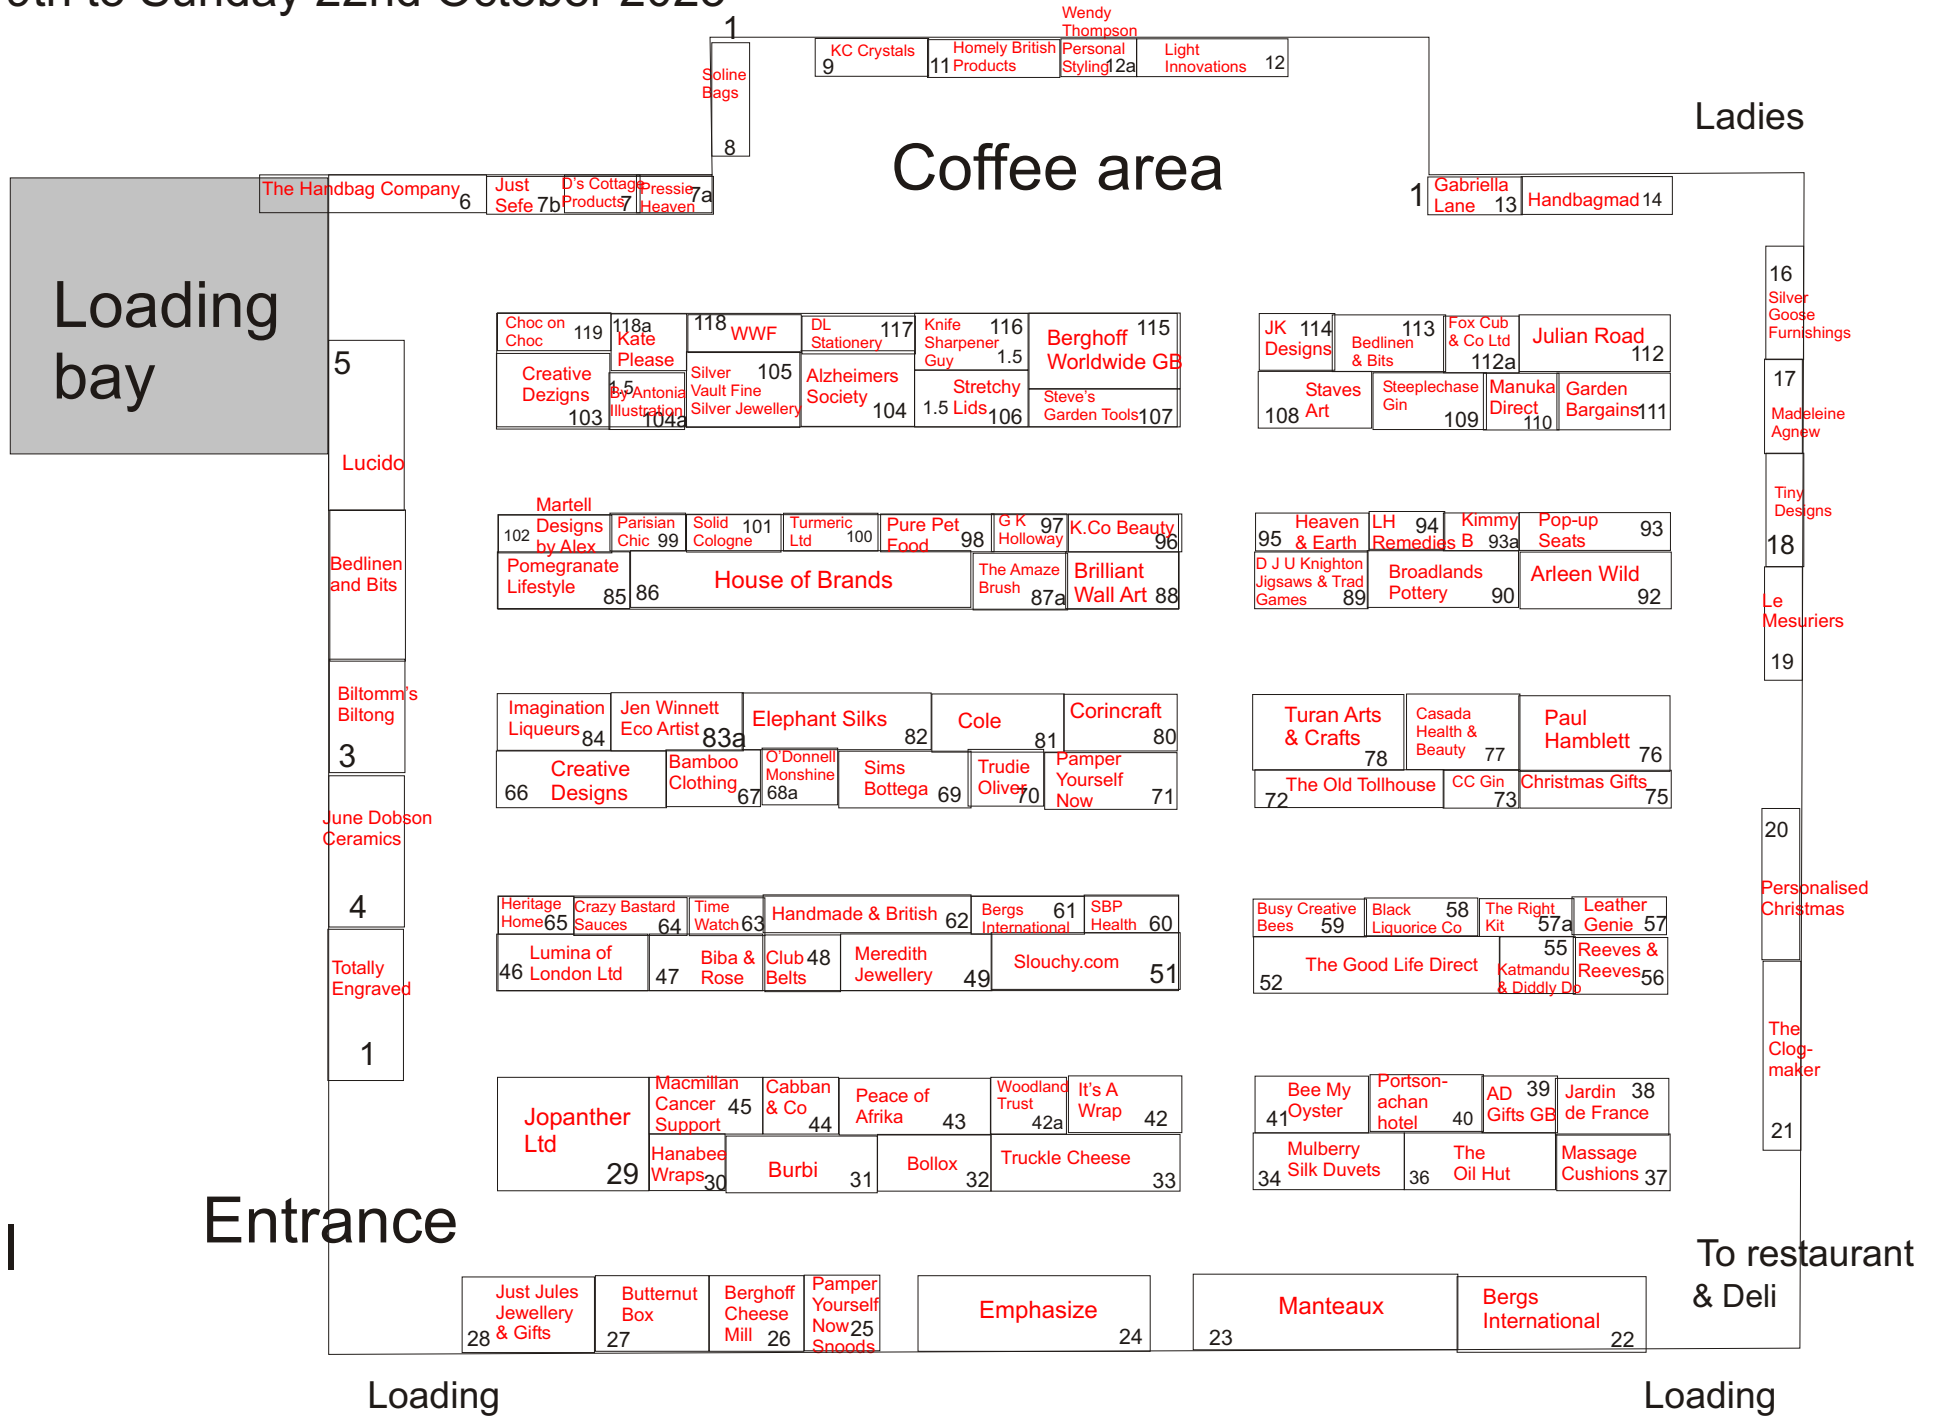 to Sunday 22nd October 202
1
Wendy
Thompson
Personal
Styling 12a
KC Crystals
9
Homely British
11 Products
Light
Innovations 12
Soline
Bags
8
Coffee area
Ladies
The Handbag Company 6
Just
Sefe 7b
D's Cottage
Products 7
Pressie 7a
Heaven
1
Gabriella
Lane 13
Handbagmad 14
Loading
bay
16
Silver
Goose
Furnishings
17
Madeleine
Agnew
Tiny
Designs
18
Le
Mesuriers
19
20
Personalised
Christmas
The
Clog-
maker
21
5
Lucido
Bedlinen
and Bits
Biltomm's
Biltong
3
June Dobson
Ceramics
4
Totally
Engraved
1
Choc on
Choc 119
118a
Kate
Please
118 WWF
DL 117
Stationery
Knife 116
Sharpener
Guy 1.5
Berghoff 115
Worldwide GB
Creative
Dezigns
103
1.5
By Antonia
Illustration
104a
Silver 105
Vault Fine
Silver Jewellery
Alzheimers
Society
104
Stretchy
1.5 Lids 106
Steve's
Garden Tools 107
JK 114
Designs
113
Bedlinen
& Bits
Fox Cub
& Co Ltd
112a
Julian Road
112
Staves
108 Art
Steeplechase
Gin 109
Manuka
Direct
110
Garden
Bargains 111
Martell
Designs
102 by Alex
Parisian
Chic 99
Solid 101
Cologne
Turmeric
Ltd 100
Pure Pet
Food 98
G K 97
Holloway
K.Co Beauty
96
Pomegranate
Lifestyle
85
86 House of Brands
The Amaze
Brush 87a
Brilliant
Wall Art 88
Heaven
95 & Earth
LH 94
Remedies
Kimmy
B 93a
Pop-up
Seats 93
D J U Knighton
Jigsaws & Trad
Games 89
Broadlands
Pottery 90
Arleen Wild
92
Imagination
Liqueurs 84
Jen Winnett
Eco Artist 83a
Elephant Silks
82
Cole
81
Corincraft
80
66 Creative
Designs
Bamboo
Clothing
67
O'Donnell
Monshine
68a
Sims
Bottega 69
Trudie
Oliver 70
Pamper
Yourself
Now 71
Turan Arts
& Crafts
78
Casada
Health &
Beauty 77
Paul
Hamblett 76
72 The Old Tollhouse
CC Gin
73
Christmas Gifts
75
Heritage
Home 65
Crazy Bastard
Sauces 64
Time
Watch 63
Handmade & British 62
Bergs 61
International
SBP
Health 60
Lumina of
46 London Ltd
Biba &
47 Rose
Club 48
Belts
Meredith
Jewellery 49
Slouchy.com 51
Busy Creative
Bees 59
Black 58
Liquorice Co
The Right
Kit 57a
Leather
Genie 57
52 The Good Life Direct
55
Katmandu
& Diddly Do
Reeves &
Reeves 56
Jopanther
Ltd
29
Macmillan
Cancer 45
Support
Cabban
& Co
44
Peace of
Afrika 43
Woodland
Trust
42a
It's A
Wrap 42
Hanabee
Wraps 30
Burbi 31
Bollox
32
Truckle Cheese
33
Bee My
41 Oyster
Portson-
achan
hotel 40
AD 39
Gifts GB
Jardin 38
de France
Mulberry
34 Silk Duvets
The
36 Oil Hut
Massage
Cushions 37
Entrance
l
To restaurant
& Deli
Just Jules
Jewellery
28 & Gifts
Butternut
Box
27
Berghoff
Cheese
Mill 26
Pamper
Yourself
Now 25
Snoods
Emphasize
24
Manteaux
23
Bergs
International
22
Loading
Loading